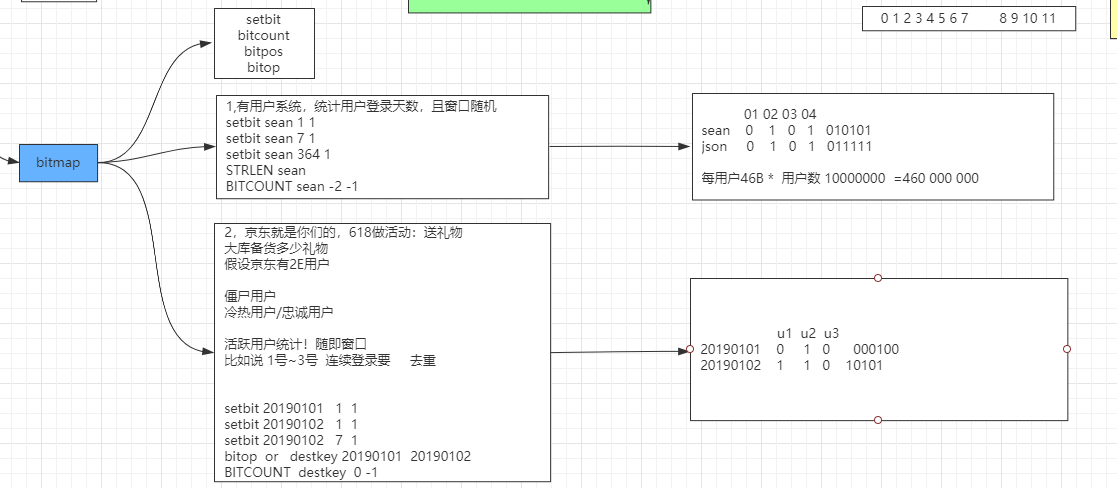 bitmap
setbit
bitcount
bitpos
bitop
1,有用户系统，统计用户登录天数，且窗口随机
setbit sean 1 1
setbit sean 7 1
setbit sean 364 1
STRLEN sean
BITCOUNT sean -2 -1
2，京东就是你们的，618做活动：送礼物
大库备货多少礼物
假设京东有2E用户
僵尸用户
冷热用户/忠诚用户
活跃用户统计！随即窗口
比如说 1号~3号 连续登录要 去重
setbit 20190101 1 1
setbit 20190102 1 1
setbit 20190102 7 1
bitop or destkey 20190101 20190102
BITCOUNT destkey 0 -1
0 1 2 3 4 5 6 7 8 9 10 11
01 02 03 04
sean 0 1 0 1 010101
json 0 1 0 1 011111
每用户46B * 用户数 10000000 =460 000 000
u1 u2 u3
20190101 0 1 0 000100
20190102 1 1 0 10101